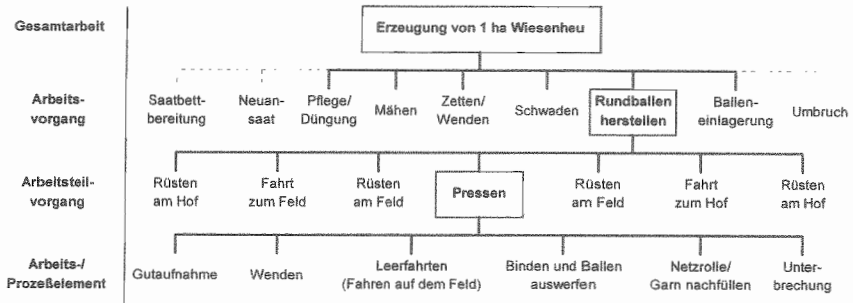 Gesamtarbeit
Erzeugung von 1 ha Wiesenheu
Arbeits-
vorgang
Saatbett-
bereitung
Neuan-
saat
Pflege/
Düngung
Mähen
Zetten/
Wenden
Schwaden
Rundballen
herstellen
Ballen-
einlagerung
Umbruch
Arbeitsteil-
vorgang
Rüsten
am Hof
Fahrt
zum Feld
Rüsten
am Feld
Pressen
Rüsten
am Feld
Fahrt
zum Hof
Rüsten
am Hof
Arbeits-/
Prozeßelement
Gutaufnahme
Wenden
Leerfahrten
(Fahren auf dem Feld)
Binden und Ballen
auswerfen
Netzrolle/
Garn nachfüllen
Unter-
brechung